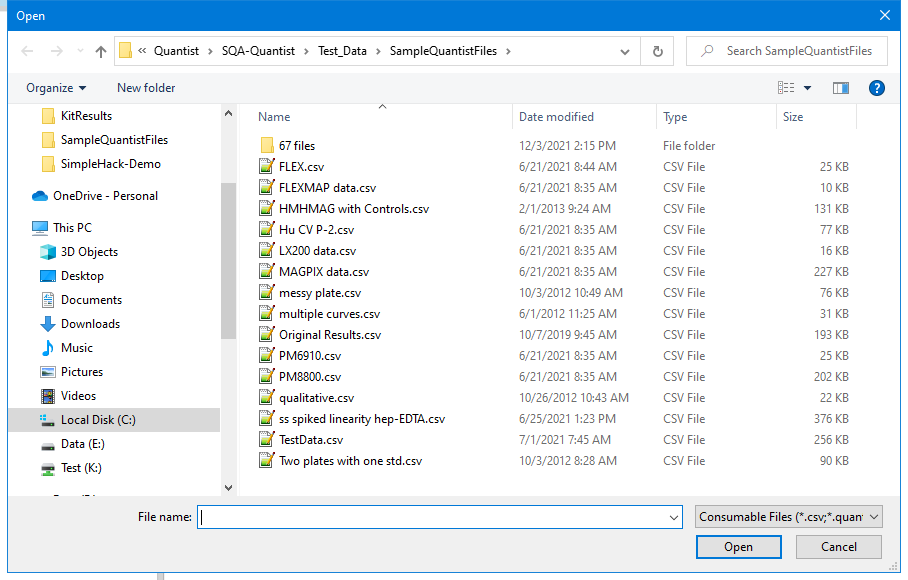 Open
« Quantist › SQA-Quantist › Test_Data › SampleQuantistFiles ›
Search SampleQuantistFiles
Organize New folder
KitResults
SampleQuantistFiles
SimpleHack-Demo
OneDrive - Personal
This PC
3D Objects
Desktop
Documents
Downloads
Music
Pictures
Videos
Local Disk (C:)
Data (E:)
Test (K:)
Name Date modified Type Size
67 files 12/3/2021 2:15 PM File folder
FLEX.csv 6/21/2021 8:44 AM CSV File 25 KB
FLEXMAP data.csv 6/21/2021 8:35 AM CSV File 10 KB
HMHMAG with Controls.csv 2/1/2013 9:24 AM CSV File 131 KB
Hu CV P-2.csv 6/21/2021 8:35 AM CSV File 77 KB
LX200 data.csv 6/21/2021 8:35 AM CSV File 16 KB
MAGPIX data.csv 6/21/2021 8:35 AM CSV File 227 KB
messy plate.csv 10/3/2012 10:49 AM CSV File 76 KB
multiple curves.csv 6/1/2012 11:25 AM CSV File 31 KB
Original Results.csv 10/7/2019 9:45 AM CSV File 193 KB
PM6910.csv 6/21/2021 8:35 AM CSV File 25 KB
PM8800.csv 6/21/2021 8:35 AM CSV File 202 KB
qualitative.csv 10/26/2012 10:43 AM CSV File 22 KB
ss spiked linearity hep-EDTA.csv 6/25/2021 1:23 PM CSV File 376 KB
TestData.csv 7/1/2021 7:45 AM CSV File 256 KB
Two plates with one std.csv 10/3/2012 8:28 AM CSV File 90 KB
File name:
Consumable Files (*.csv;*.quan
Open Cancel